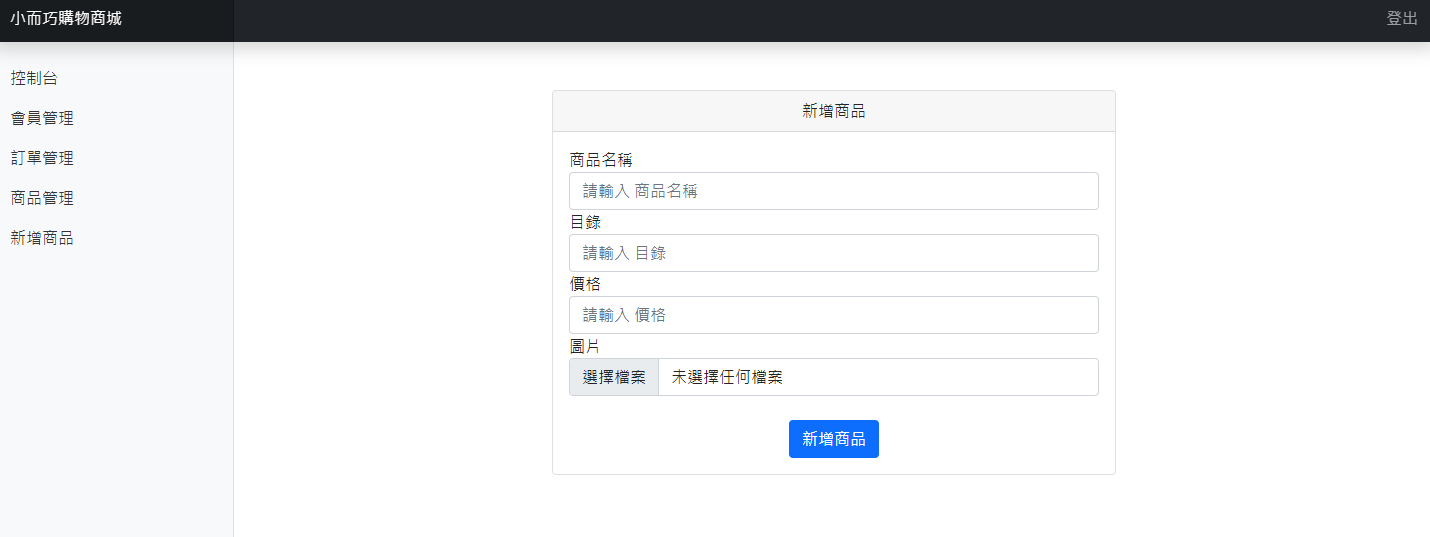 小而巧購物商城
登出
控制台
會員管理
訂單管理
商品管理
新增商品
新增商品
商品名稱
請輸入 商品名稱
目錄
請輸入 目錄
價格
請輸入 價格
圖片
選擇檔案 未選擇任何檔案
新增商品